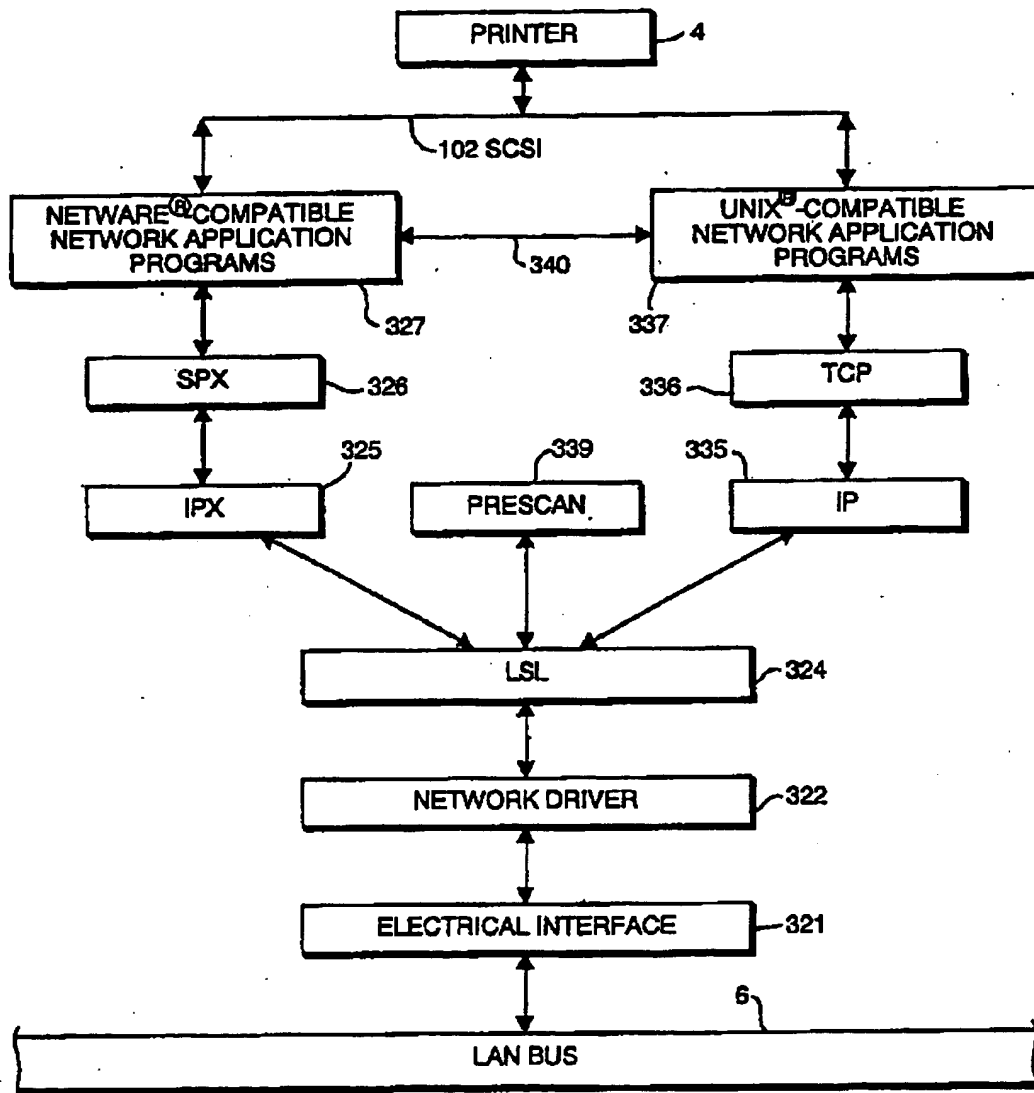 PRINTER
4
102 SCSI
NETWARE®-COMPATIBLE
NETWORK APPLICATION
PROGRAMS
327
340
UNIX®-COMPATIBLE
NETWORK APPLICATION
PROGRAMS
337
SPX
326
TCP
336
IPX
325
PRESCAN
339
IP
335
LSL
324
NETWORK DRIVER
322
ELECTRICAL INTERFACE
321
6
LAN BUS